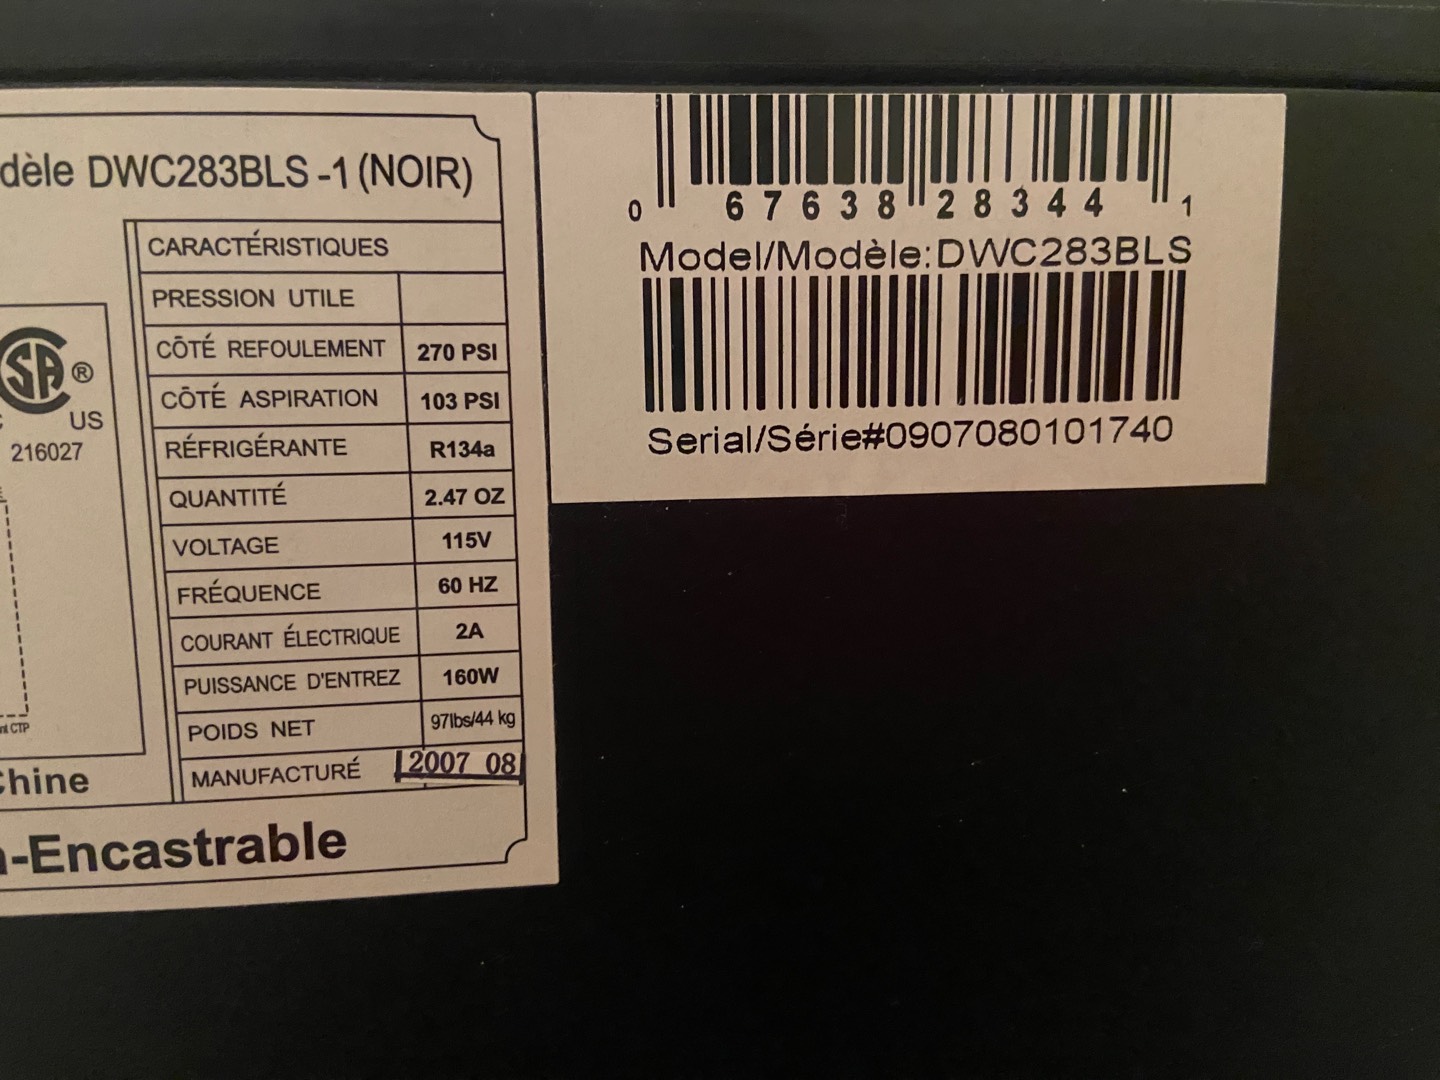 dèle DWC283BLS -1 (NOIR)
CARACTÉRISTIQUES
PRESSION UTILE
CÔTÉ REFOULEMENT 270 PSI
CÔTÉ ASPIRATION 103 PSI
RÉFRIGÉRANTE R134a
QUANTITÉ 2.47 OZ
VOLTAGE 115V
FRÉQUENCE 60 HZ
COURANT ÉLECTRIQUE 2A
PUISSANCE D'ENTREZ 160W
POIDS NET 97lbs/44 kg
MANUFACTURÉ 2007 08
SA ®
US
216027
CTP
Chine
-Encastrable
0 67638 28344 1
Model/Modèle:DWC283BLS
Serial/Série#0907080101740